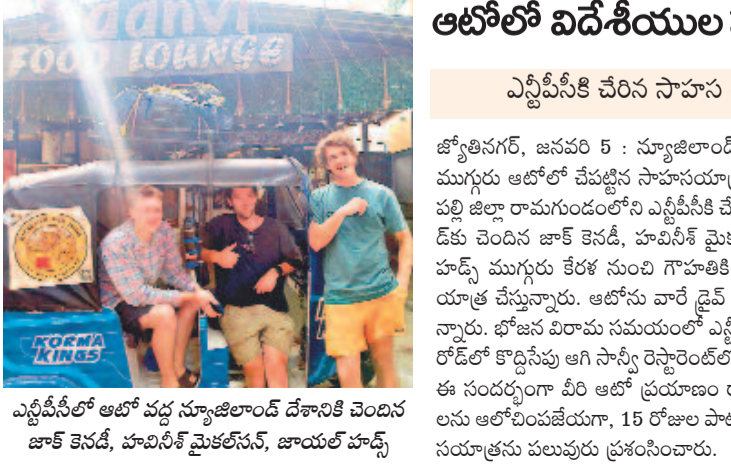 Saanvi
FOOD LOUNGE
KORMA
KINGS
ఎన్టీపీసీలో ఆటో వద్ద న్యూజిలాండ్ దేశానికి చెందిన
జాక్ కెనడీ, హవినీశ్ మైకల్‌సన్, జాయల్ హడ్స్
ఆటోలో విదేశీయుల
ఎన్టీపీసీకి చేరిన సాహస
జ్యోతినగర్, జనవరి 5 : న్యూజిలాండ్
ముగ్గురు ఆటోలో చేపట్టిన సాహసయా
పల్లి జిల్లా రామగుండంలోని ఎన్టీపీసీకి చే
డ్‌కు చెందిన జాక్ కెనడీ, హవినీశ్ మైక
హడ్స్ ముగ్గురు కేరళ నుంచి గౌహతికి
యాత్ర చేస్తున్నారు. ఆటోను వారే డ్రైవ్
న్నారు. భోజన విరామ సమయంలో ఎన్టీ
రోడ్‌లో కొద్దిసేపు ఆగి సాన్వీ రెస్టారెంట్‌లో
ఈ సందర్భంగా వీరి ఆటో ప్రయాణం
లను ఆలోచింపజేయగా, 15 రోజుల పాట
సయాత్రను పలువురు ప్రశంసించారు.